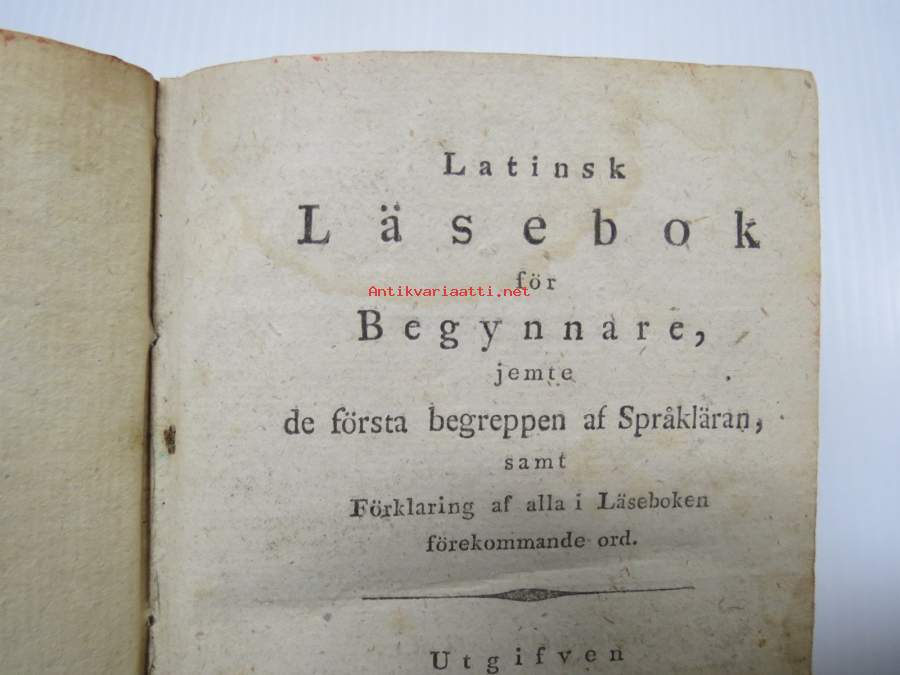 Latinsk
Läsebok
för
Antikvariaatti.net
Begynnare,
jemte
de första begreppen af Språkläran,
samt
Förklaring af alla i Läseboken
förekommande ord.
Utgifven